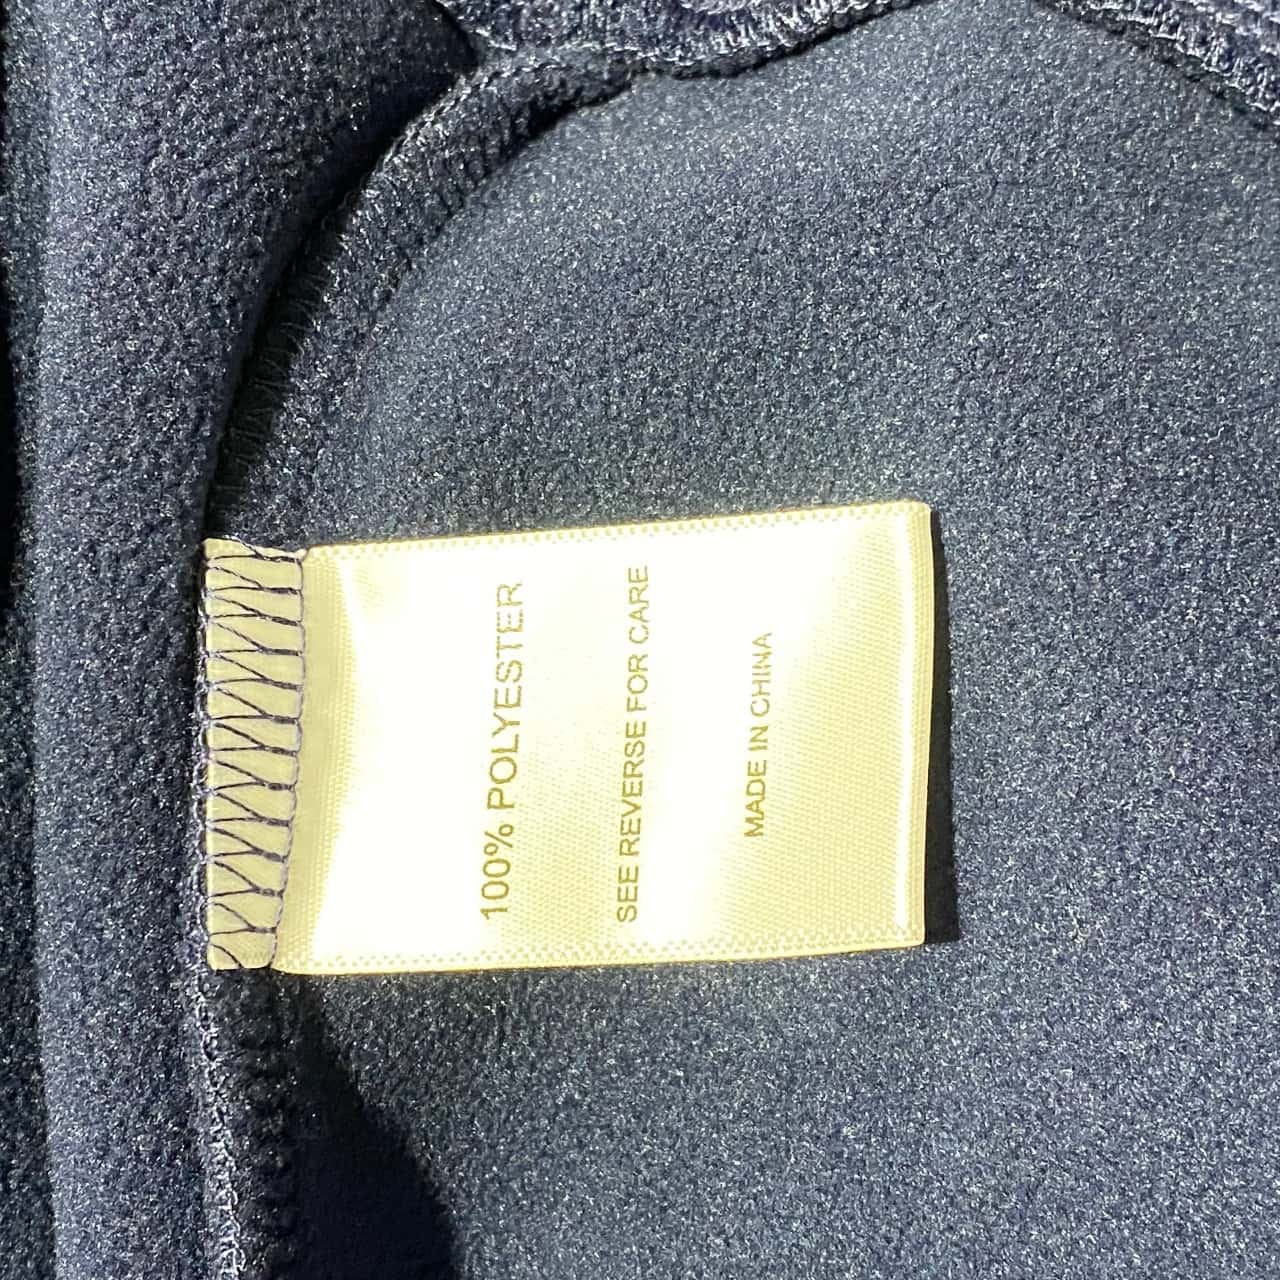 100% POLYESTER
SEE REVERSE FOR CARE
MADE IN CHINA